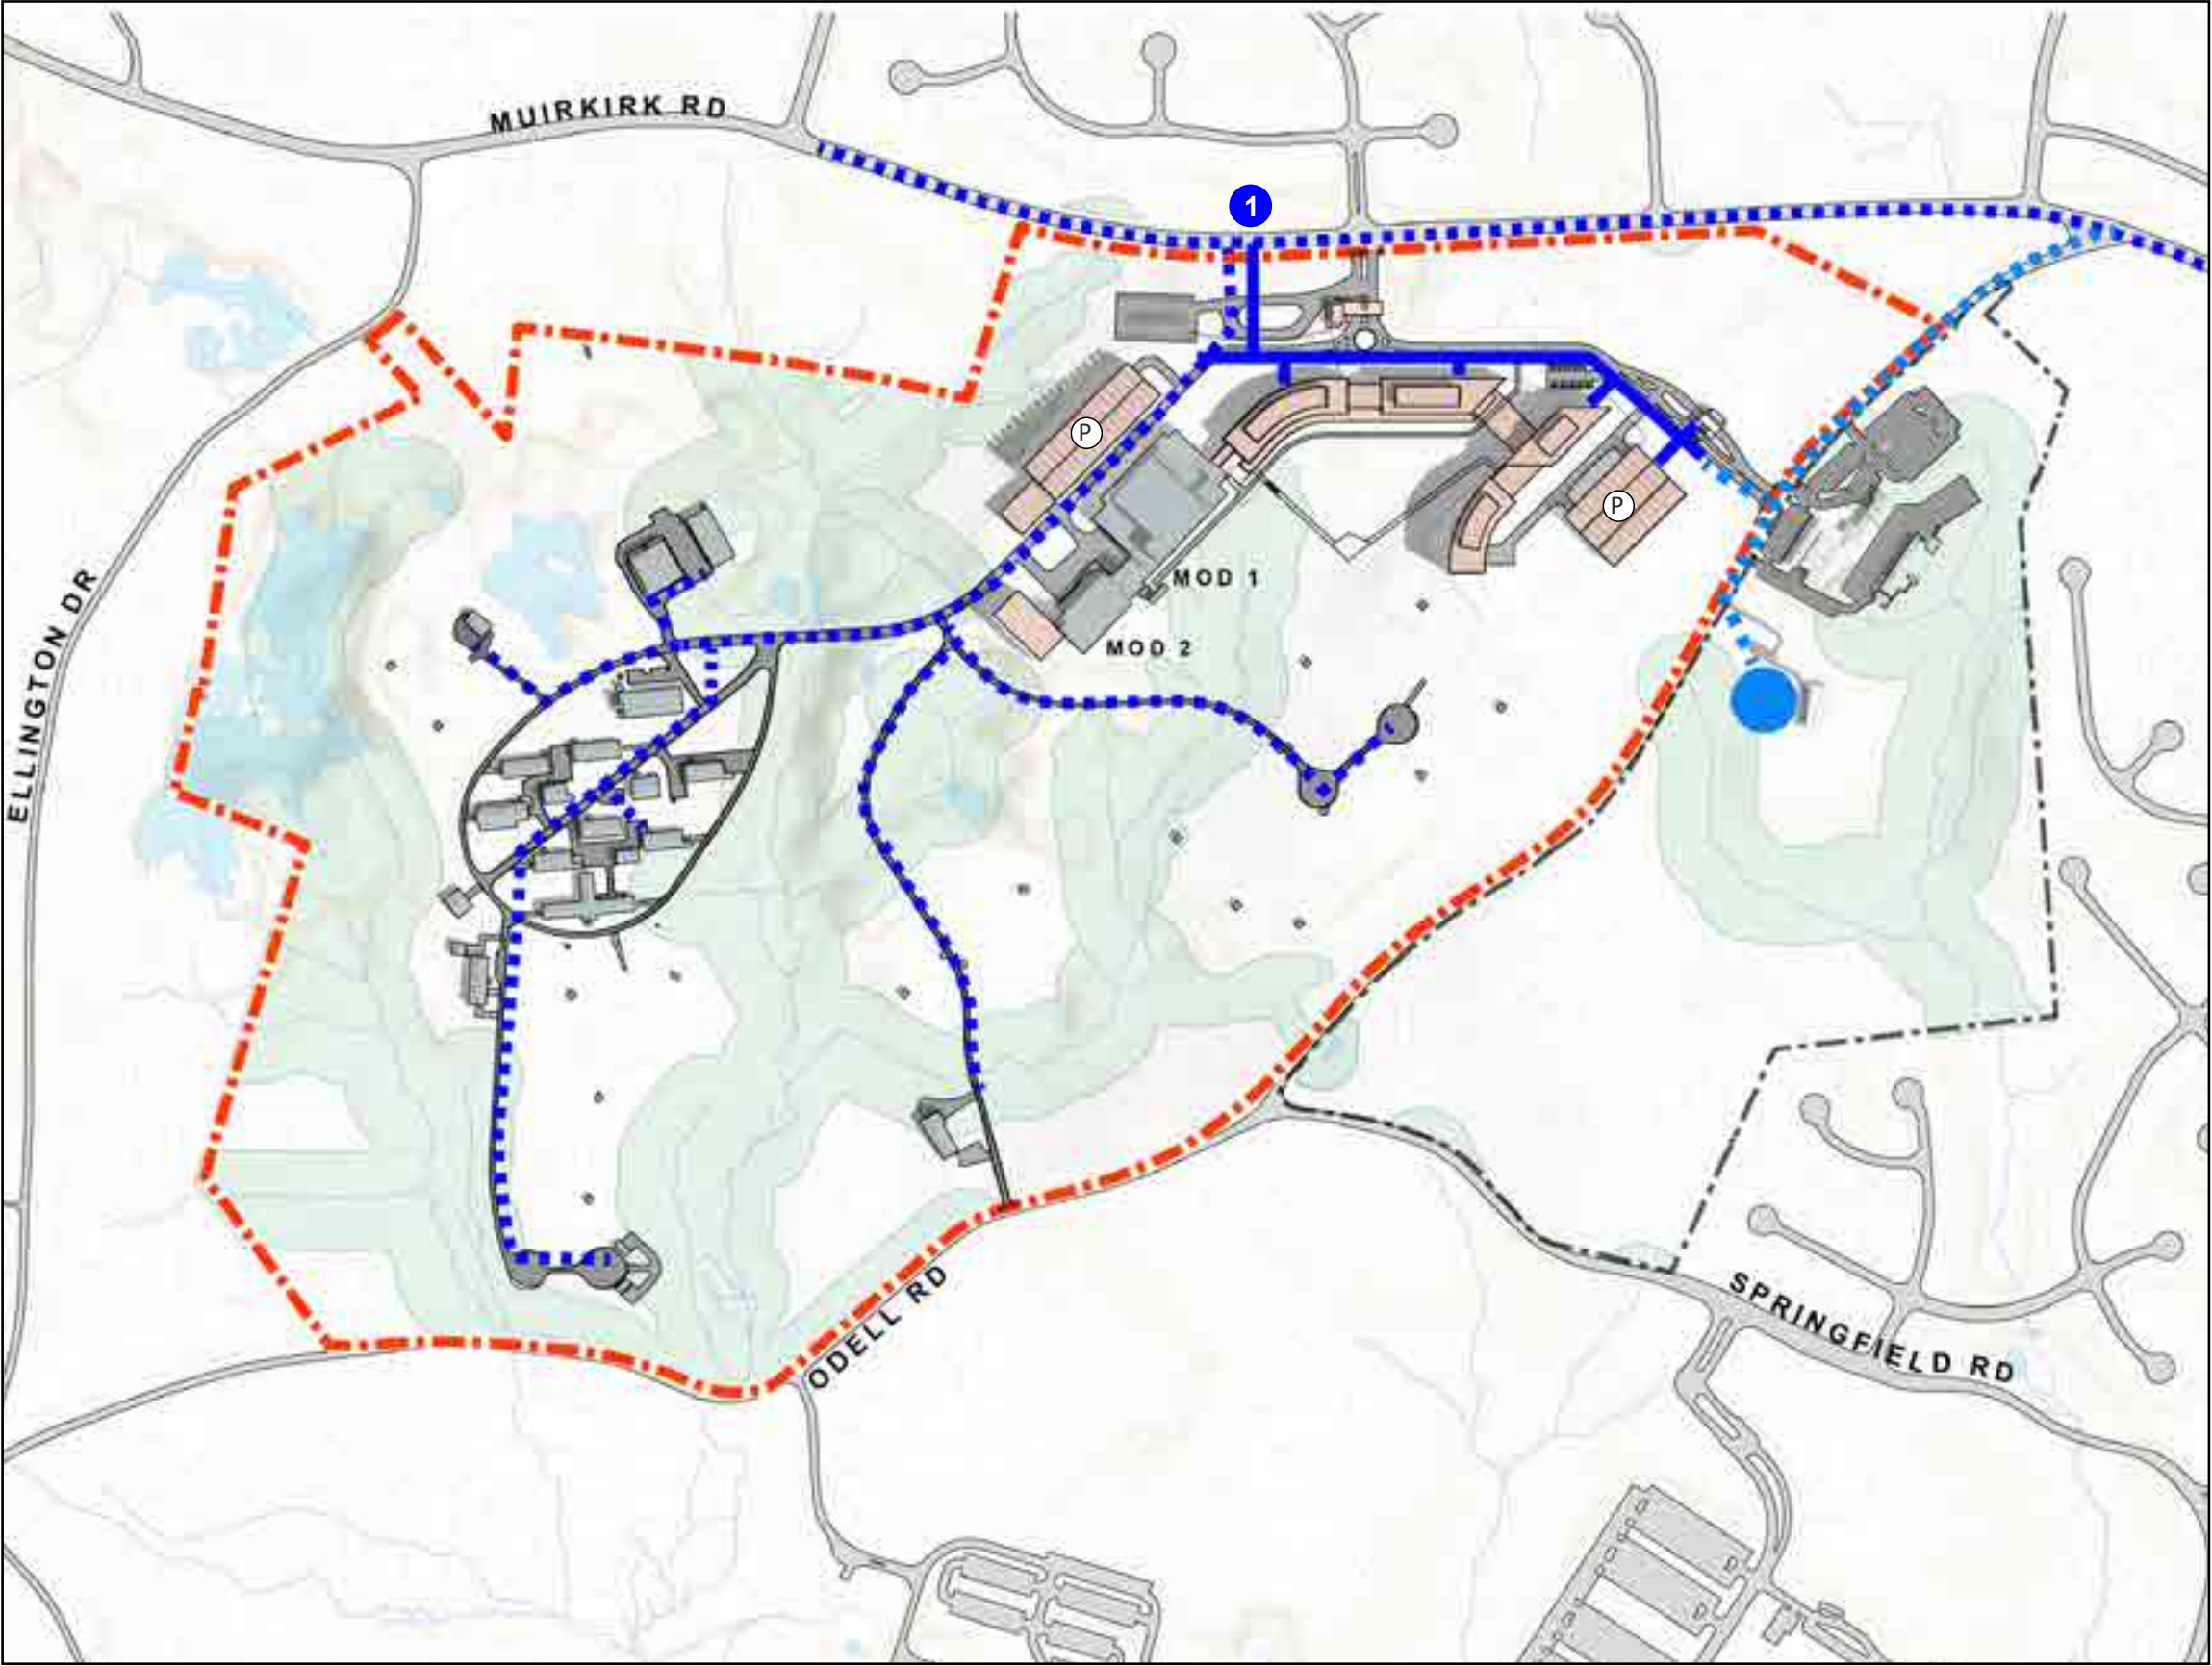 MUIRKIRK RD
1
P
P
ELLINGTON DR
MOD 1
MOD 2
ODELL RD
SPRINGFIELD RD